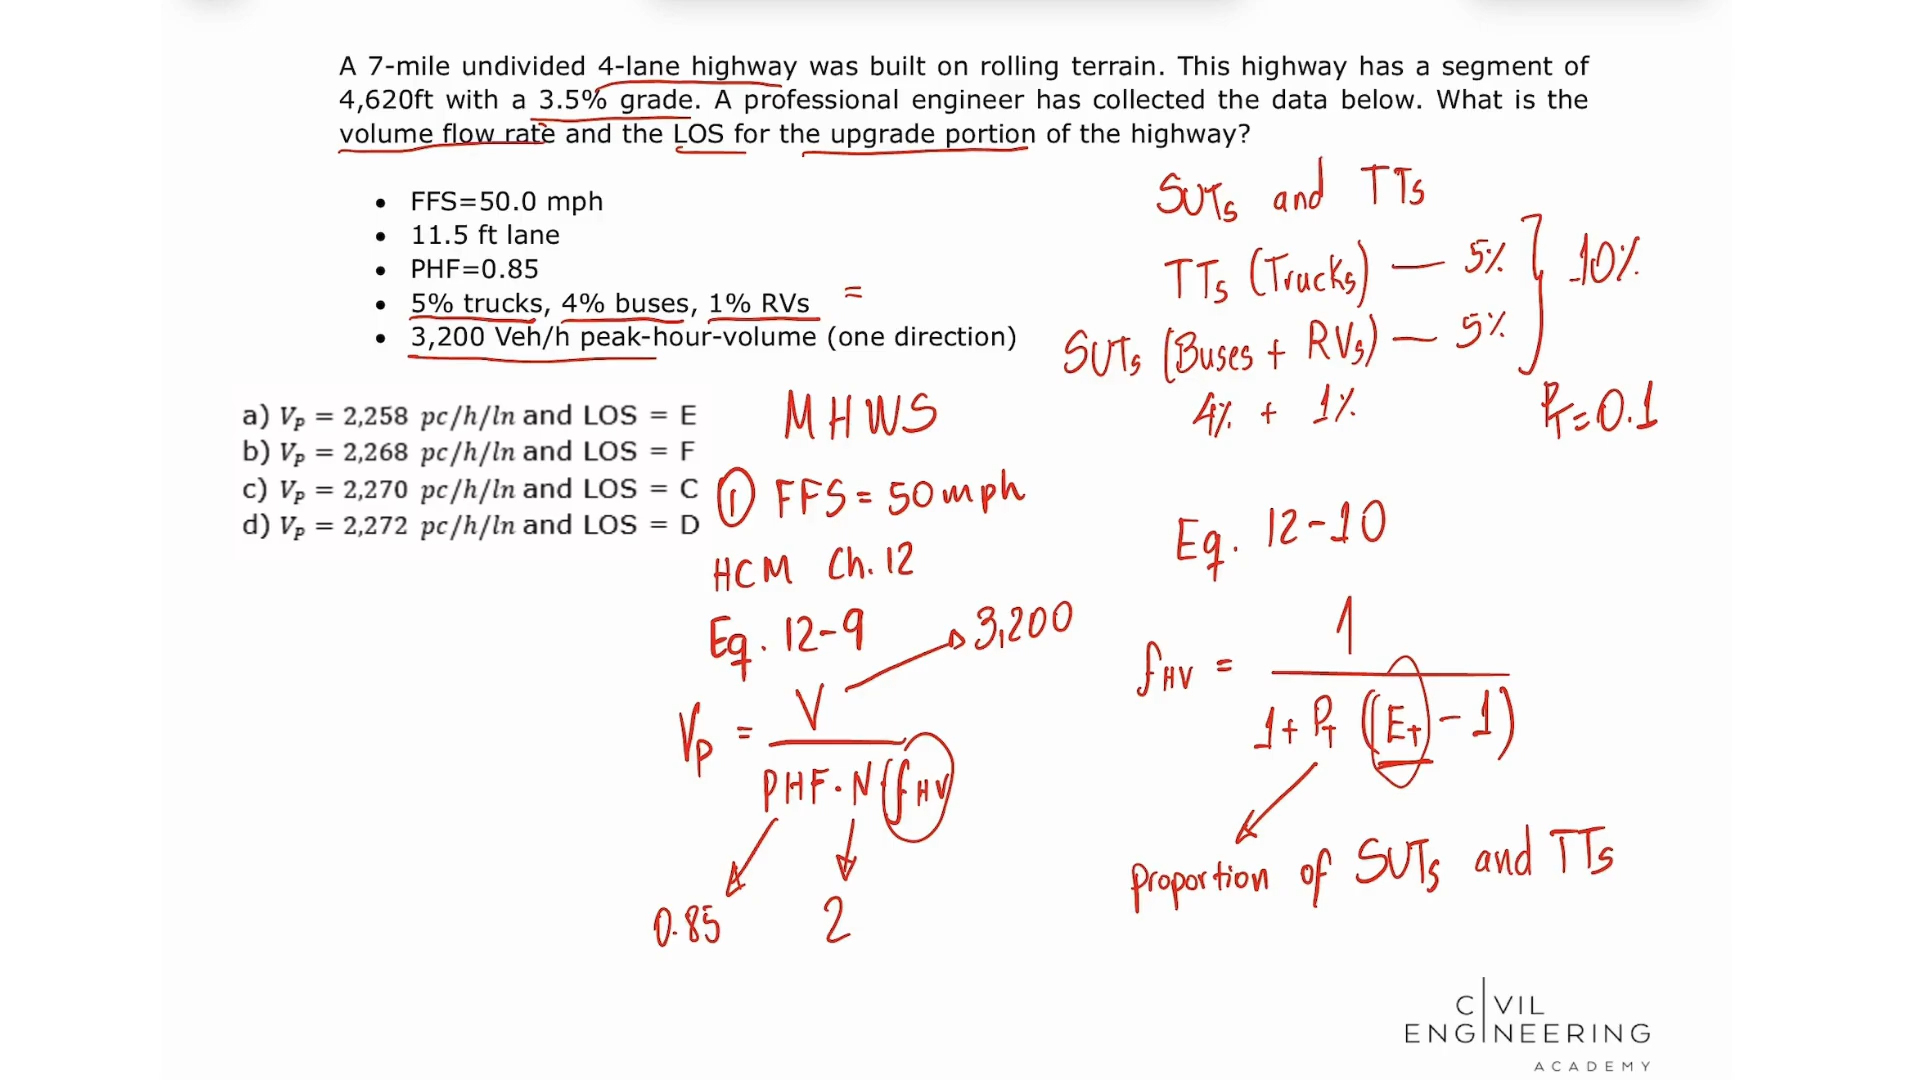 A 7-mile undivided 4-lane highway was built on rolling terrain. This highway has a segment of
4,620ft with a 3.5% grade. A professional engineer has collected the data below. What is the
volume flow rate and the LOS for the upgrade portion of the highway?
• FFS=50.0 mph
• 11.5 ft lane
• PHF=0.85
• 5% trucks, 4% buses, 1% RVs =
• 3,200 Veh/h peak-hour-volume (one direction)
a) Vp = 2,258 pc/h/ln and LOS = E
b) Vp = 2,268 pc/h/ln and LOS = F
c) Vp = 2,270 pc/h/ln and LOS = C
d) Vp = 2,272 pc/h/ln and LOS = D
MHWS
① FFS = 50mph
HCM Ch. 12
Eq. 12-9
3,200
Vp = V
PHF·N(fHV)
0.85 2
SUTs and TTs
TTs (Trucks) — 5%
10%
SUTs (Buses + RVs) — 5%
4% + 1%
PT=0.1
Eq. 12-10
fHV = 1
1+ PT (ET - 1)
Proportion of SUTs and TTs
CIVIL
ENGINEERING
ACADEMY